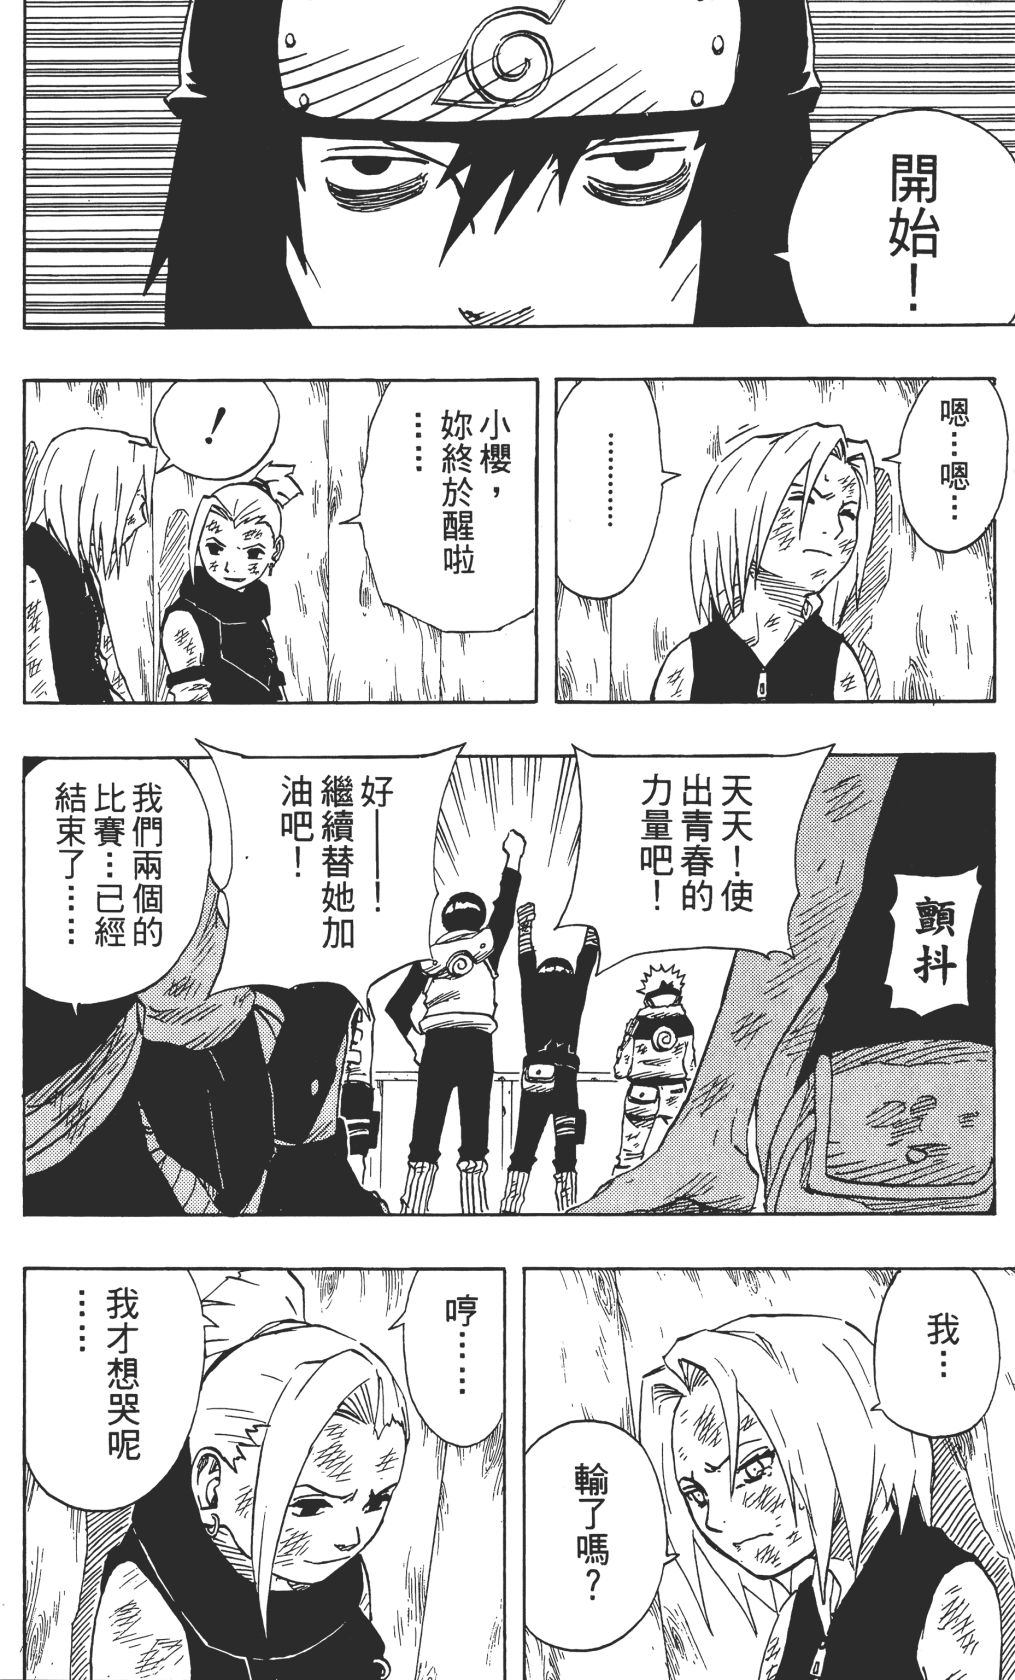 開始！
嗯…嗯…
…………
小櫻，
妳終於醒啦
……
！
顫抖
天天！使
出青春的
力量吧！
好——！
繼續替她加
油吧！
我們兩個的
比賽…已經
結束了……
我…
輸了嗎？
哼……
我才想哭呢
……